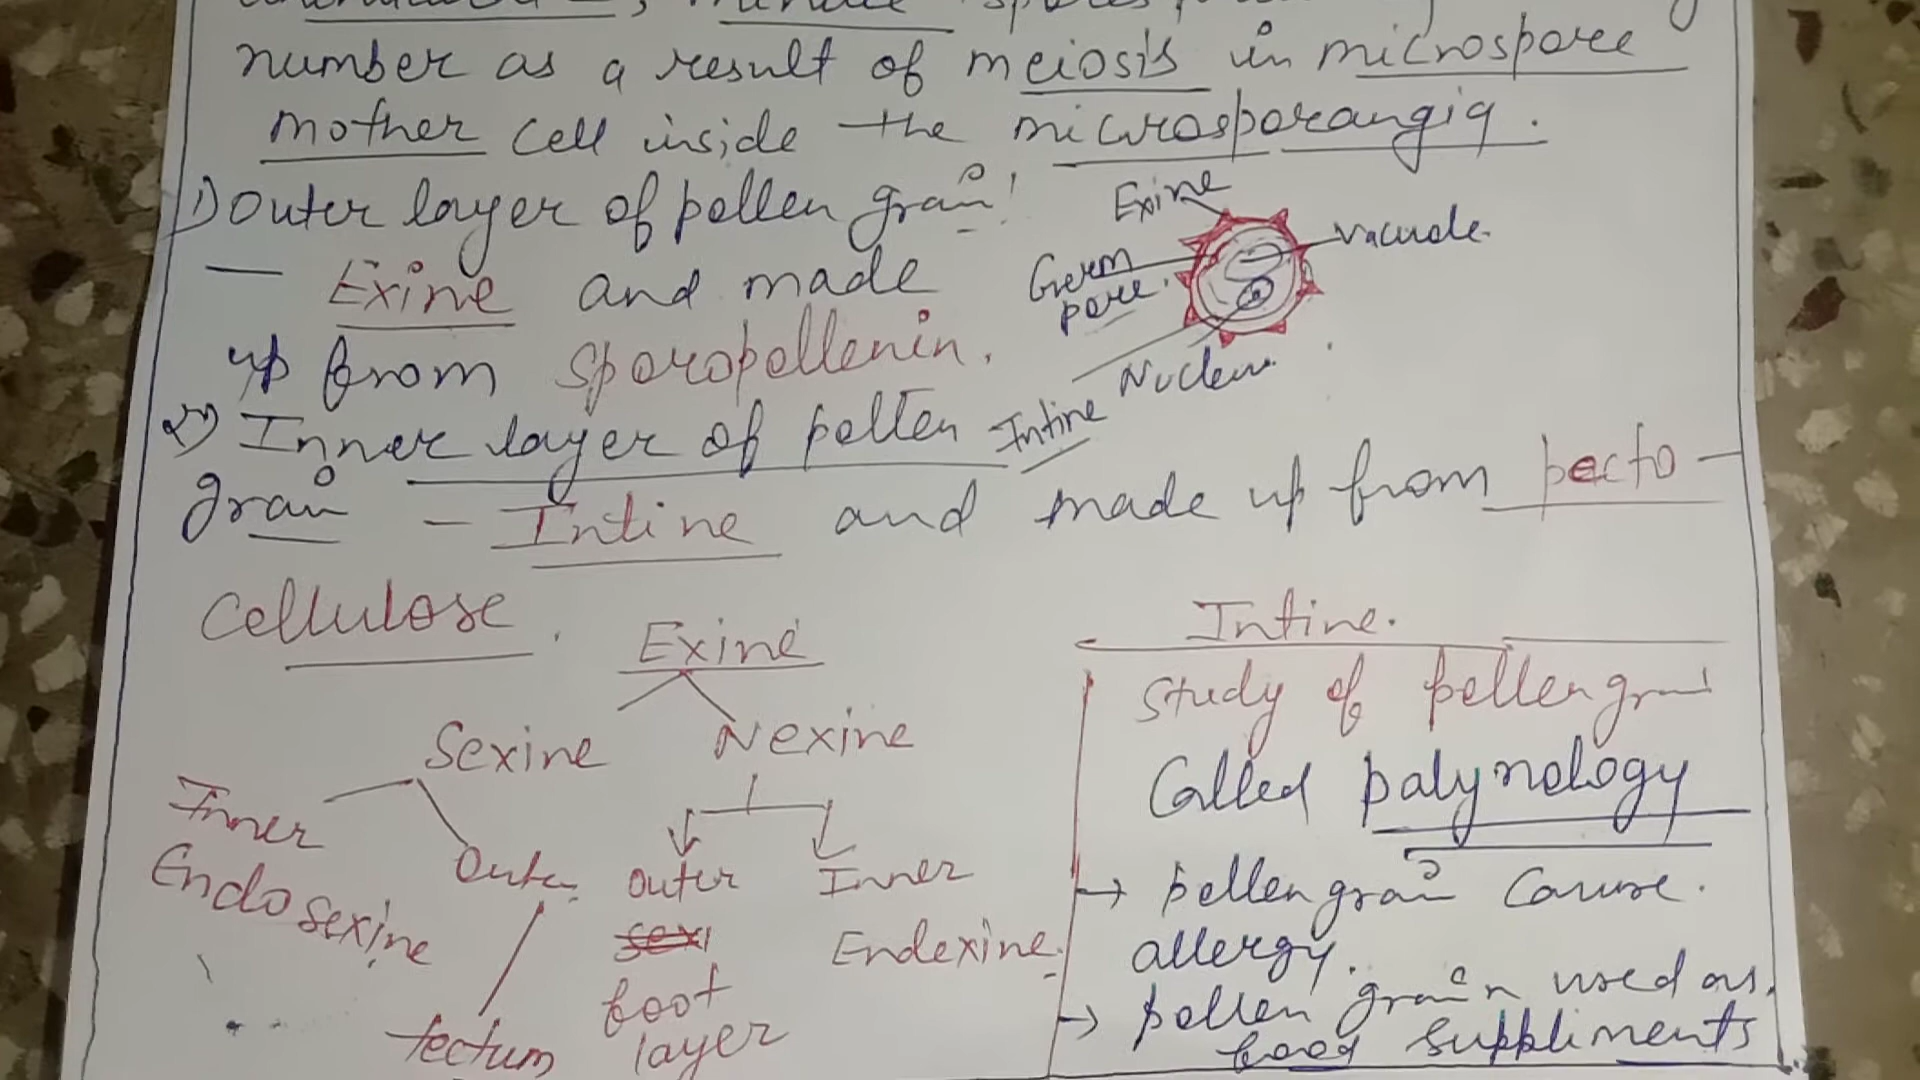 number as a result of meiosis in microspore
mother cell inside the microsporangia.
1) Outer layer of pollen grain!
— Exine and made
up from sporopollenin.
Exine
Vacuole.
Germ
pore.
Nucleus.
Intine
2) Inner layer of pollen
grain – Intine and made up from pecto –
Cellulose.
Exine
Sexine Nexine
Inner
Endo sexine
Outer
tectum
Outer
foot
layer
Inner
Endexine.
Intine.
Study of pollen grain
Called palynology
→ pollen grain cause.
allergy.
→ pollen grain used as.
food suppliments